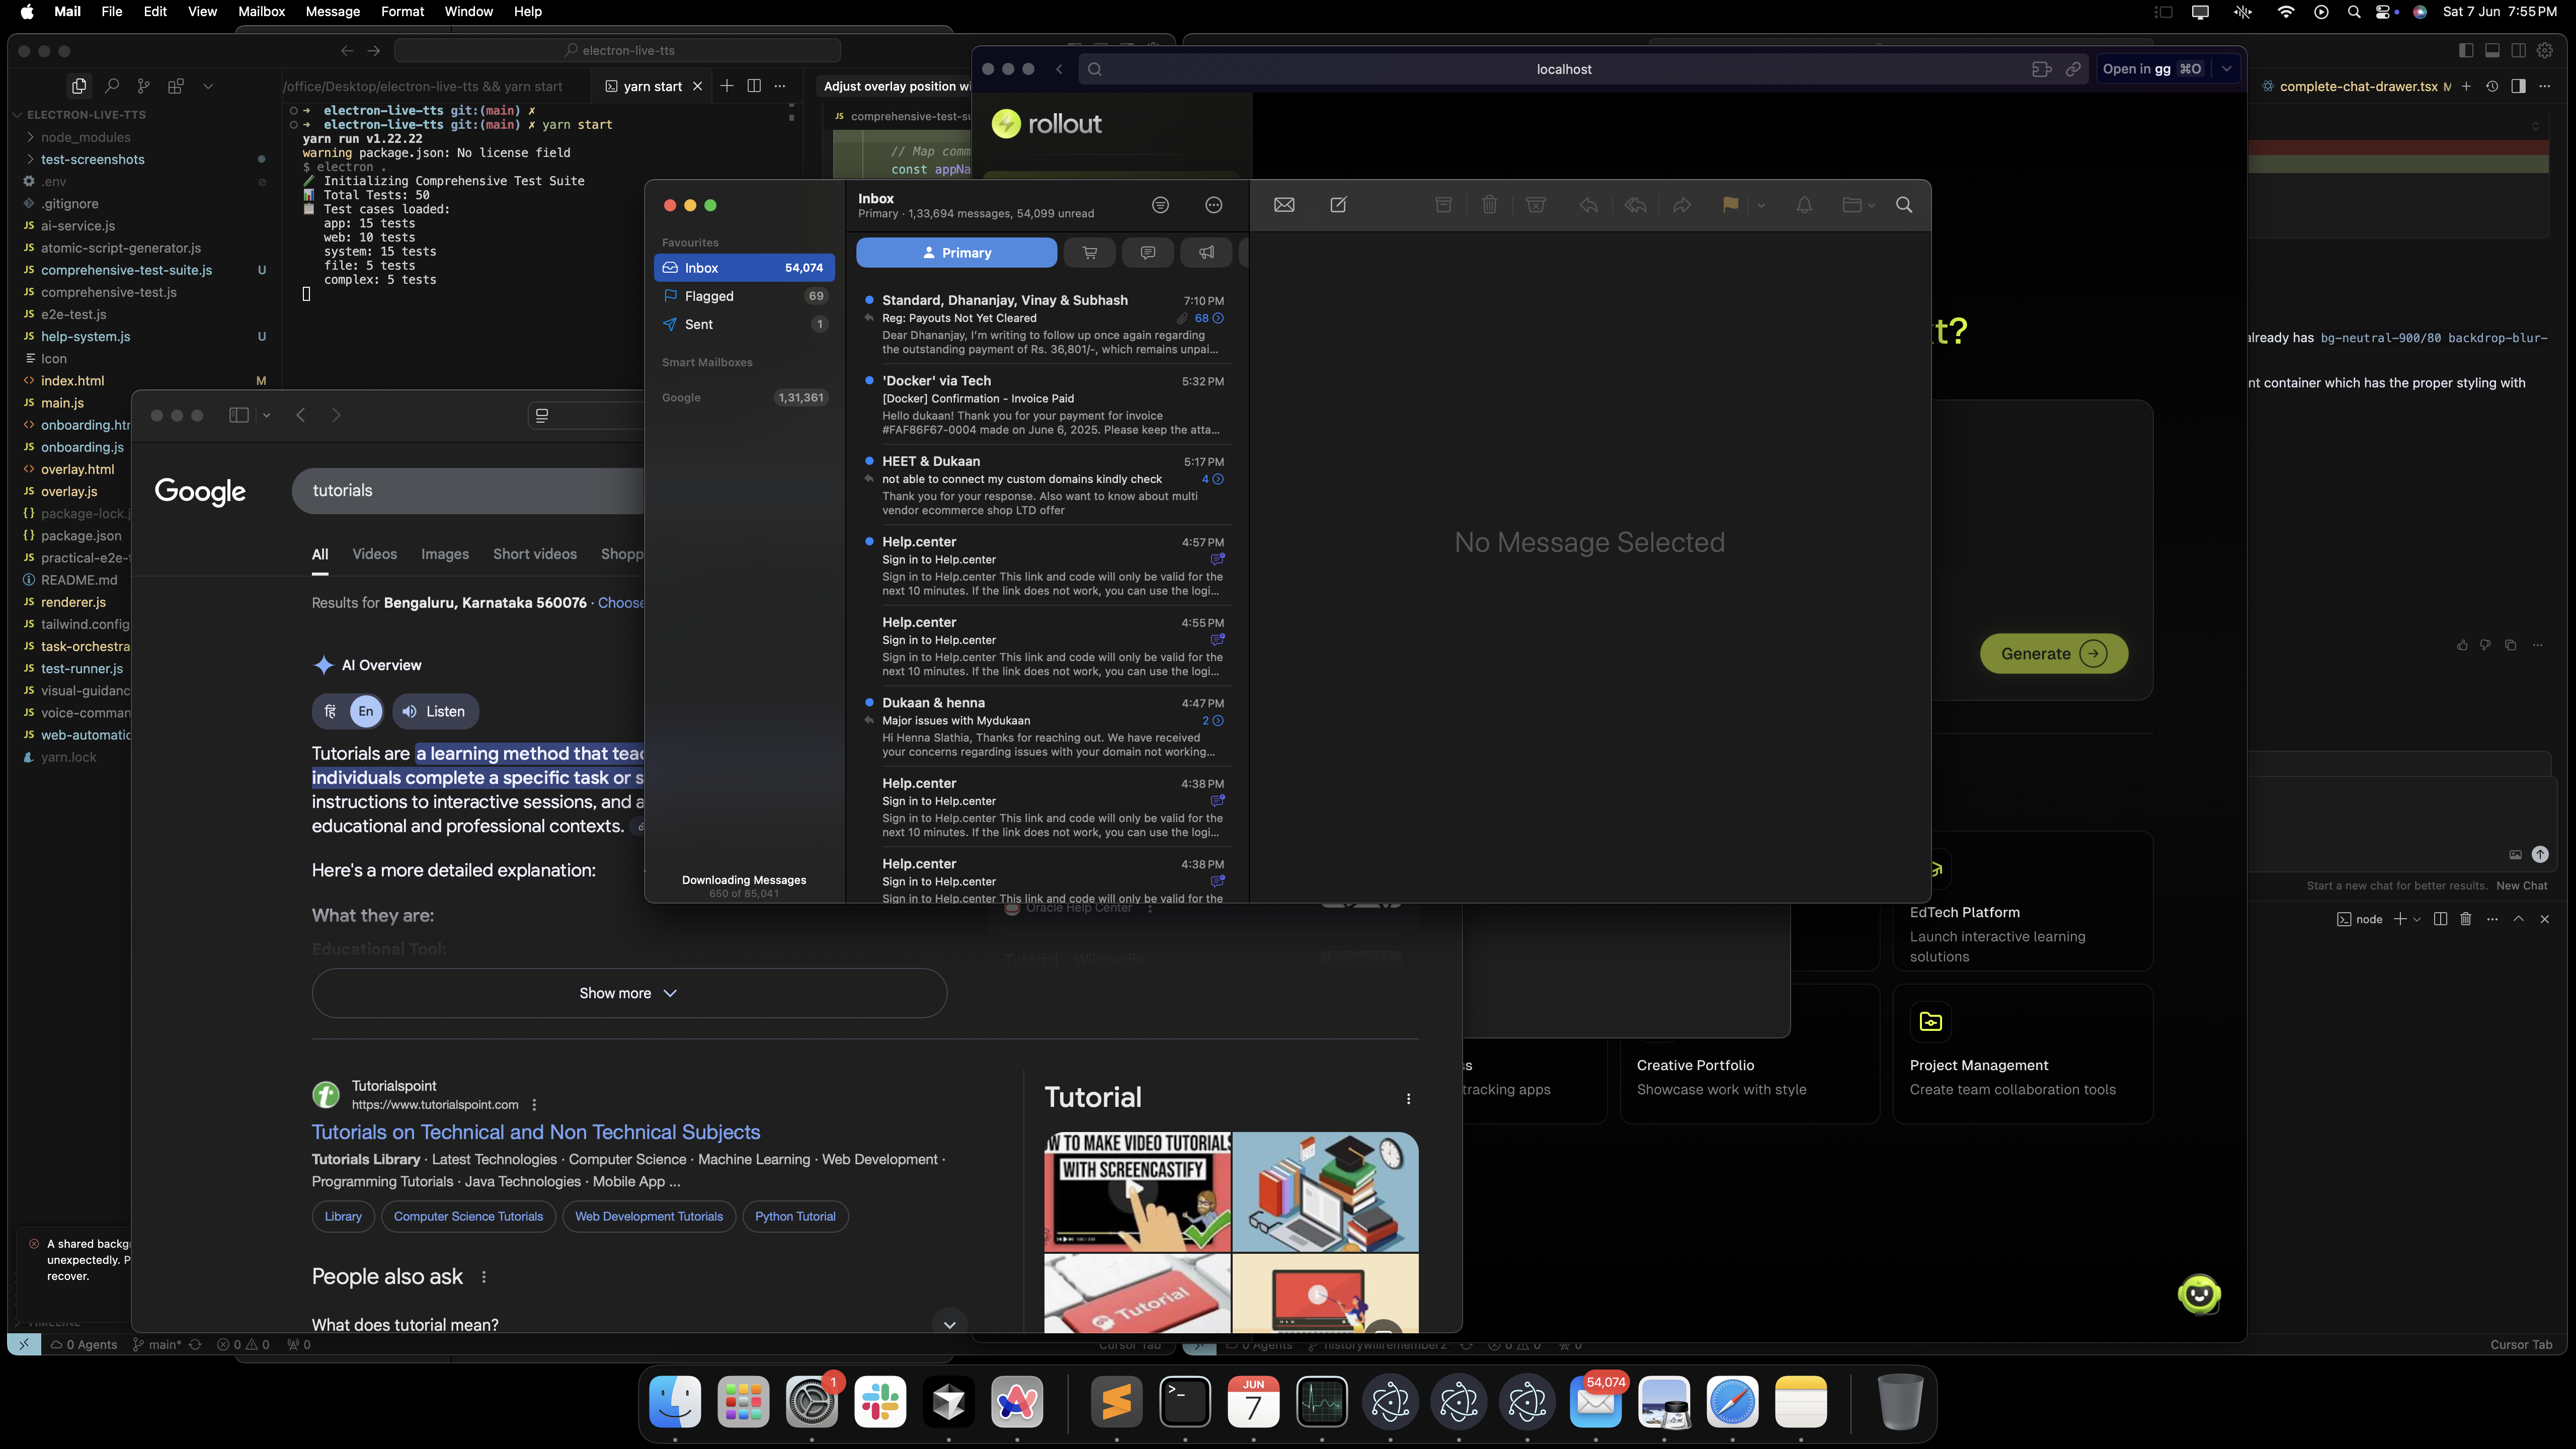 Mail File Edit View Mailbox Message Format Window Help
Sat 7 Jun 7:55 PM
electron-live-tts
/office/Desktop/electron-live-tts && yarn start
yarn start
ELECTRON-LIVE-TTS
node_modules
test-screenshots
.env
.gitignore
JS ai-service.js
JS atomic-script-generator.js
JS comprehensive-test-suite.js U
JS comprehensive-test.js
JS e2e-test.js
JS help-system.js U
Icon
<> index.html M
JS main.js
<> onboarding.htr
JS onboarding.js
<> overlay.html
JS overlay.js
{} package-lock.j
{} package.json
JS practical-e2e-
README.md
JS renderer.js
JS tailwind.config
JS task-orchestra
JS test-runner.js
JS visual-guidanc
JS voice-comman
JS web-automatic
yarn.lock
A shared backg
unexpectedly. P
recover.
TIMELINE
0 Agents main* 0 0 0
➜ electron-live-tts git:(main) ✗
➜ electron-live-tts git:(main) ✗ yarn start
yarn run v1.22.22
warning package.json: No license field
$ electron .
Initializing Comprehensive Test Suite
Total Tests: 50
Test cases loaded:
app: 15 tests
web: 10 tests
system: 15 tests
file: 5 tests
complex: 5 tests
Adjust overlay position wi
JS comprehensive-test-su
// Map comm
const appNa
localhost
Open in gg ⌘O
rollout
t?
Generate
EdTech Platform
Launch interactive learning
solutions
ss
tracking apps
Creative Portfolio
Showcase work with style
Project Management
Create team collaboration tools
complete-chat-drawer.tsx M
already has bg-neutral-900/80 backdrop-blur-
nt container which has the proper styling with
Start a new chat for better results. New Chat
node
Cursor Tab
0 Agents historywillremember2* 0 0 0
Cursor Tab
Favourites
Inbox 54,074
Flagged 69
Sent 1
Smart Mailboxes
Google 1,31,361
Downloading Messages
650 of 85,041
Inbox
Primary · 1,33,694 messages, 54,099 unread
Primary
Standard, Dhananjay, Vinay & Subhash 7:10 PM
Reg: Payouts Not Yet Cleared 68
Dear Dhananjay, I'm writing to follow up once again regarding
the outstanding payment of Rs. 36,801/-, which remains unpai...
'Docker' via Tech 5:32 PM
[Docker] Confirmation - Invoice Paid
Hello dukaan! Thank you for your payment for invoice
#FAF86F67-0004 made on June 6, 2025. Please keep the atta...
HEET & Dukaan 5:17 PM
not able to connect my custom domains kindly check 4
Thank you for your response. Also want to know about multi
vendor ecommerce shop LTD offer
Help.center 4:57 PM
Sign in to Help.center
Sign in to Help.center This link and code will only be valid for the
next 10 minutes. If the link does not work, you can use the logi...
Help.center 4:55 PM
Sign in to Help.center
Sign in to Help.center This link and code will only be valid for the
next 10 minutes. If the link does not work, you can use the logi...
Dukaan & henna 4:47 PM
Major issues with Mydukaan 2
Hi Henna Slathia, Thanks for reaching out. We have received
your concerns regarding issues with your domain not working...
Help.center 4:38 PM
Sign in to Help.center
Sign in to Help.center This link and code will only be valid for the
next 10 minutes. If the link does not work, you can use the logi...
Help.center 4:38 PM
Sign in to Help.center
Sign in to Help.center This link and code will only be valid for the
No Message Selected
Google
tutorials
All Videos Images Short videos Shopp
Results for Bengaluru, Karnataka 560076 · Choose
AI Overview
हिं En Listen
Tutorials are a learning method that teac
individuals complete a specific task or s
instructions to interactive sessions, and a
educational and professional contexts.
Here's a more detailed explanation:
What they are:
Educational Tool:
Show more
Oracle Help Center
Tutorial - Wikipedia
Tutorialspoint
https://www.tutorialspoint.com
Tutorials on Technical and Non Technical Subjects
Tutorials Library · Latest Technologies · Computer Science · Machine Learning · Web Development ·
Programming Tutorials · Java Technologies · Mobile App ...
Library Computer Science Tutorials Web Development Tutorials Python Tutorial
People also ask
What does tutorial mean?
Tutorial
W TO MAKE VIDEO TUTORIALS
WITH SCREENCASTIFY
Tutorial
1
JUN
7
54,074